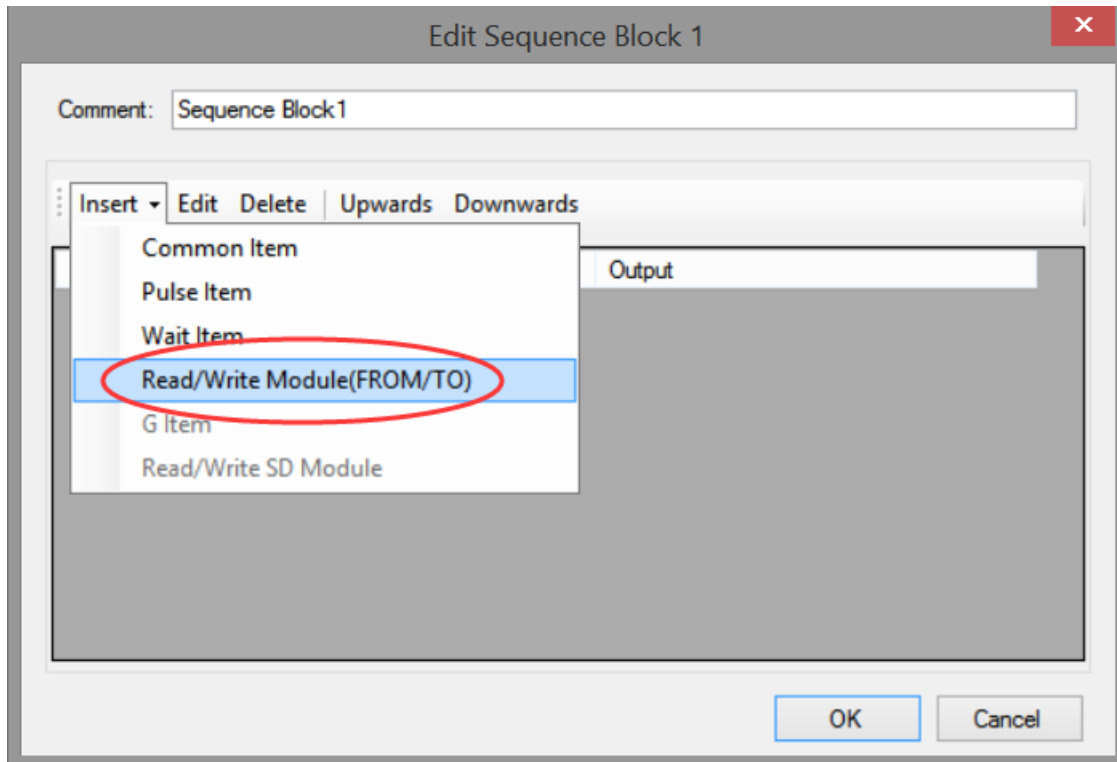 Edit Sequence Block 1
Comment: Sequence Block1
Insert Edit Delete Upwards Downwards
Common Item
Output
Pulse Item
Wait Item
Read/Write Module(FROM/TO)
G Item
Read/Write SD Module
OK Cancel